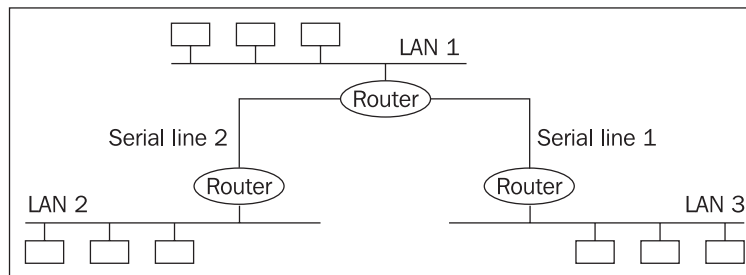 LAN 1
Router
Serial line 2
Serial line 1
Router
Router
LAN 2
LAN 3